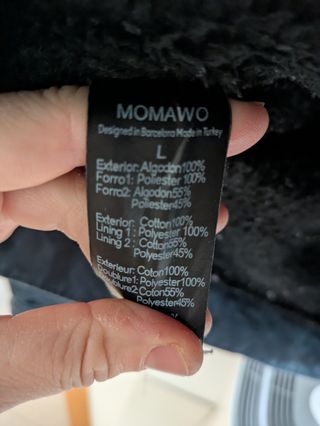 MOMAWO
Designed in Barcelona Made in Turkey
L
Exterior: Algodon100%
Forro1: Poliester 100%
Forro2: Algodon55%
Poliester45%
Exterior: Cotton100%
Lining 1: Polyester 100%
Lining 2: Cotton55%
Polyester45%
Exterieur: Coton100%
Doublure1: Polyester100%
Doublure2: Coton55%
Polyester45%